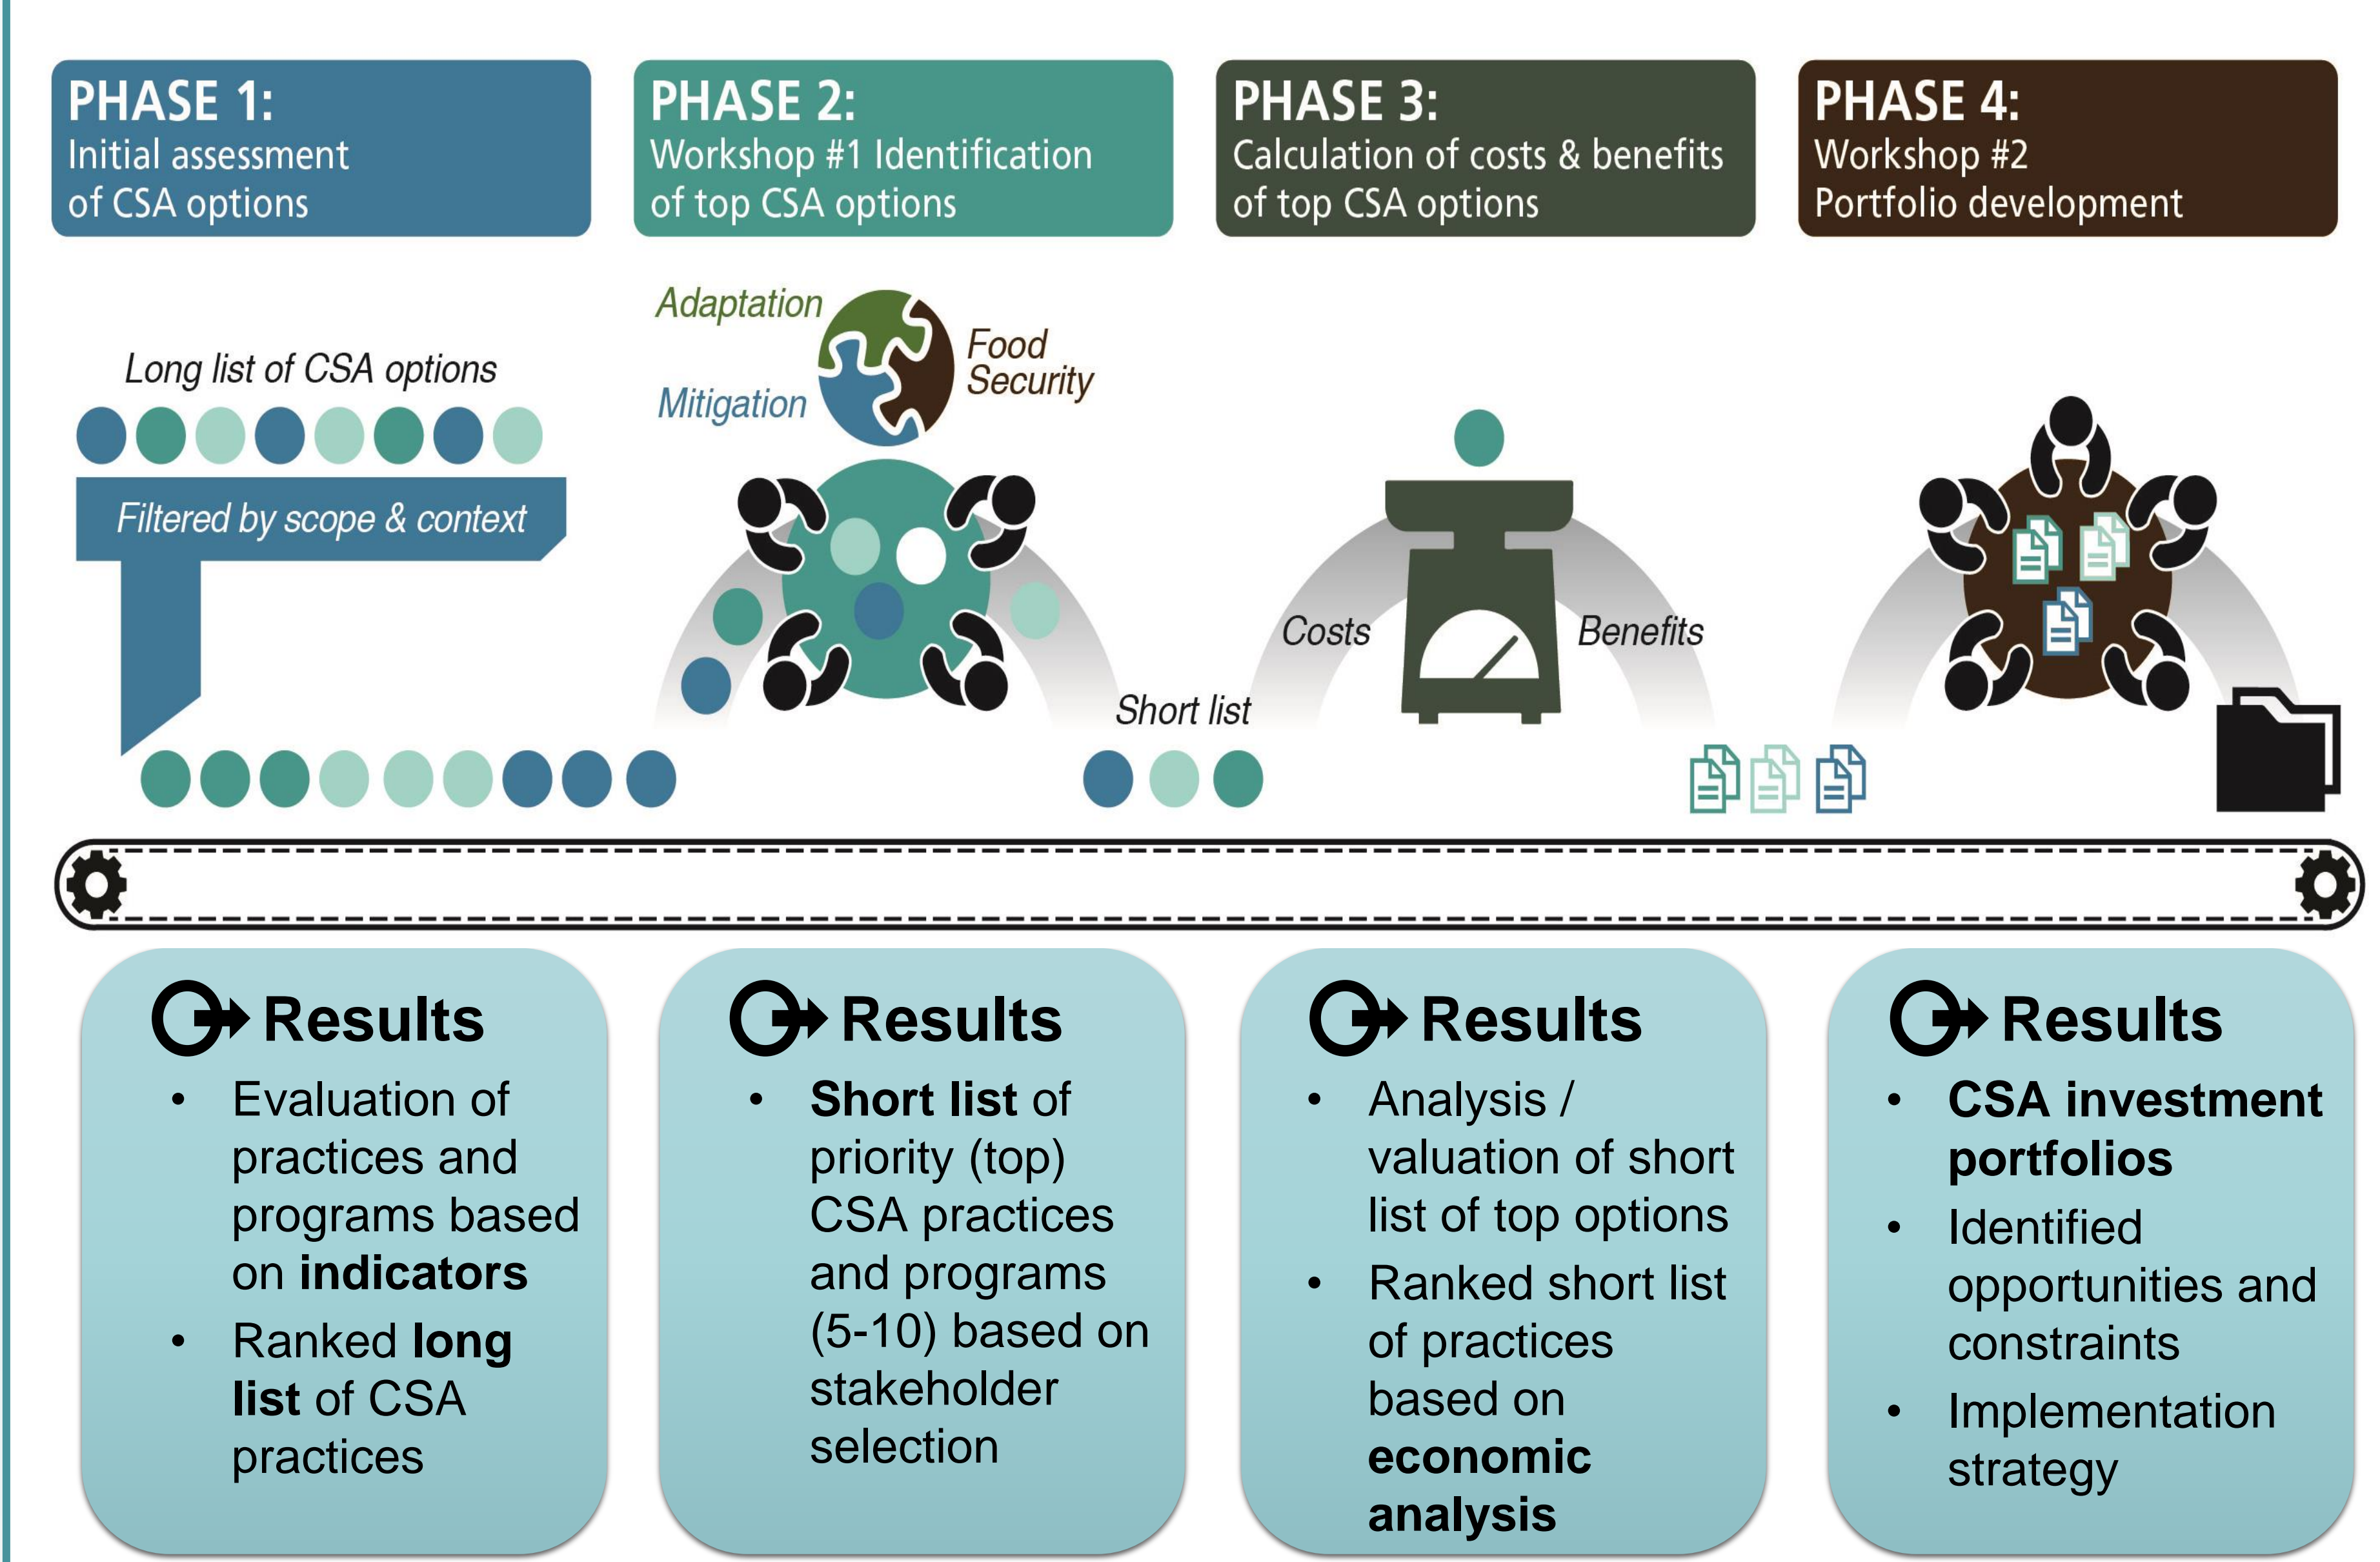 PHASE 1:
Initial assessment
of CSA options
PHASE 2:
Workshop #1 Identification
of top CSA options
PHASE 3:
Calculation of costs & benefits
of top CSA options
PHASE 4:
Workshop #2
Portfolio development
Long list of CSA options
Filtered by scope & context
Adaptation
Mitigation
Food
Security
Short list
Costs
Benefits
Results
• Evaluation of
practices and
programs based
on indicators
• Ranked long
list of CSA
practices
Results
• Short list of
priority (top)
CSA practices
and programs
(5-10) based on
stakeholder
selection
Results
• Analysis /
valuation of short
list of top options
• Ranked short list
of practices
based on
economic
analysis
Results
• CSA investment
portfolios
• Identified
opportunities and
constraints
• Implementation
strategy